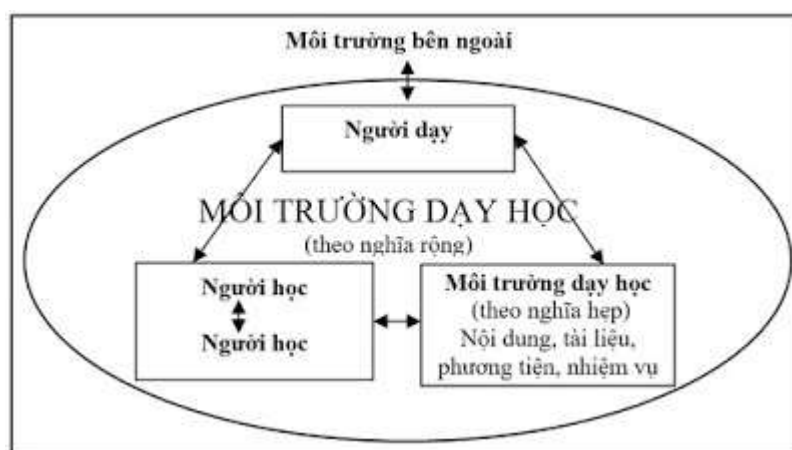 Môi trường bên ngoài
Người dạy
MÔI TRƯỜNG DẠY HỌC
(theo nghĩa rộng)
Người học
Người học
Môi trường dạy học
(theo nghĩa hẹp)
Nội dung, tài liệu,
phương tiện, nhiệm vụ